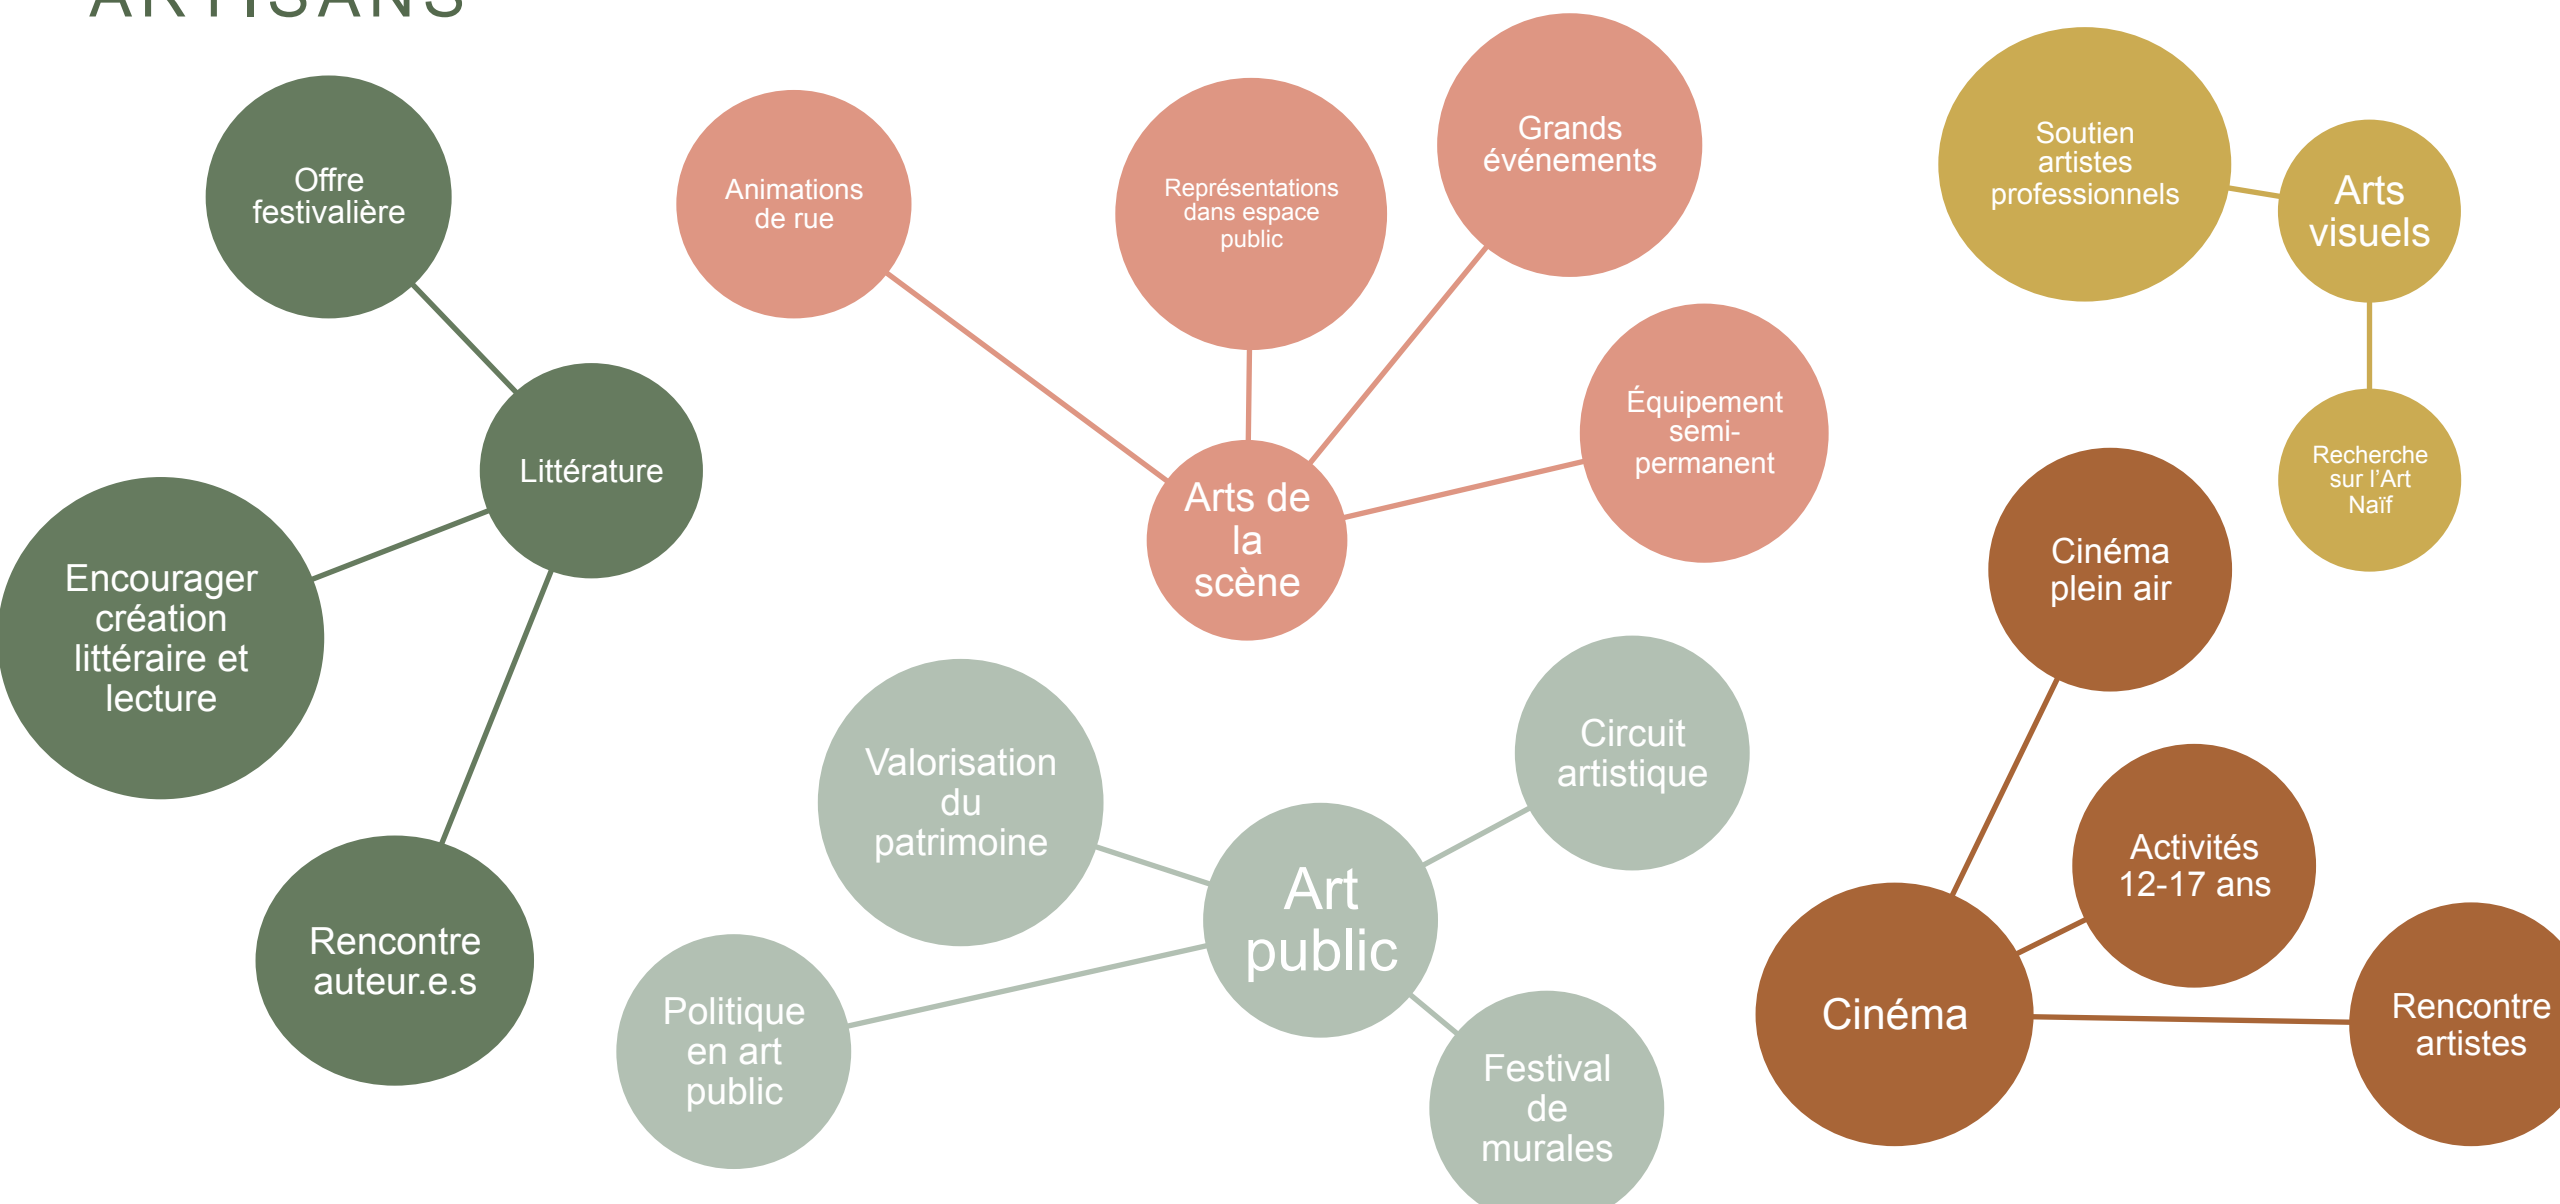 ARTISANS
Offre
festivalière
Littérature
Encourager
création
littéraire et
lecture
Rencontre
auteur.e.s
Animations
de rue
Représentations
dans espace
public
Grands
événements
Équipement
semi-
permanent
Arts de
la
scène
Soutien
artistes
professionnels
Arts
visuels
Recherche
sur l’Art
Naïf
Valorisation
du
patrimoine
Circuit
artistique
Art
public
Politique
en art
public
Festival
de
murales
Cinéma
plein air
Activités
12-17 ans
Cinéma
Rencontre
artistes